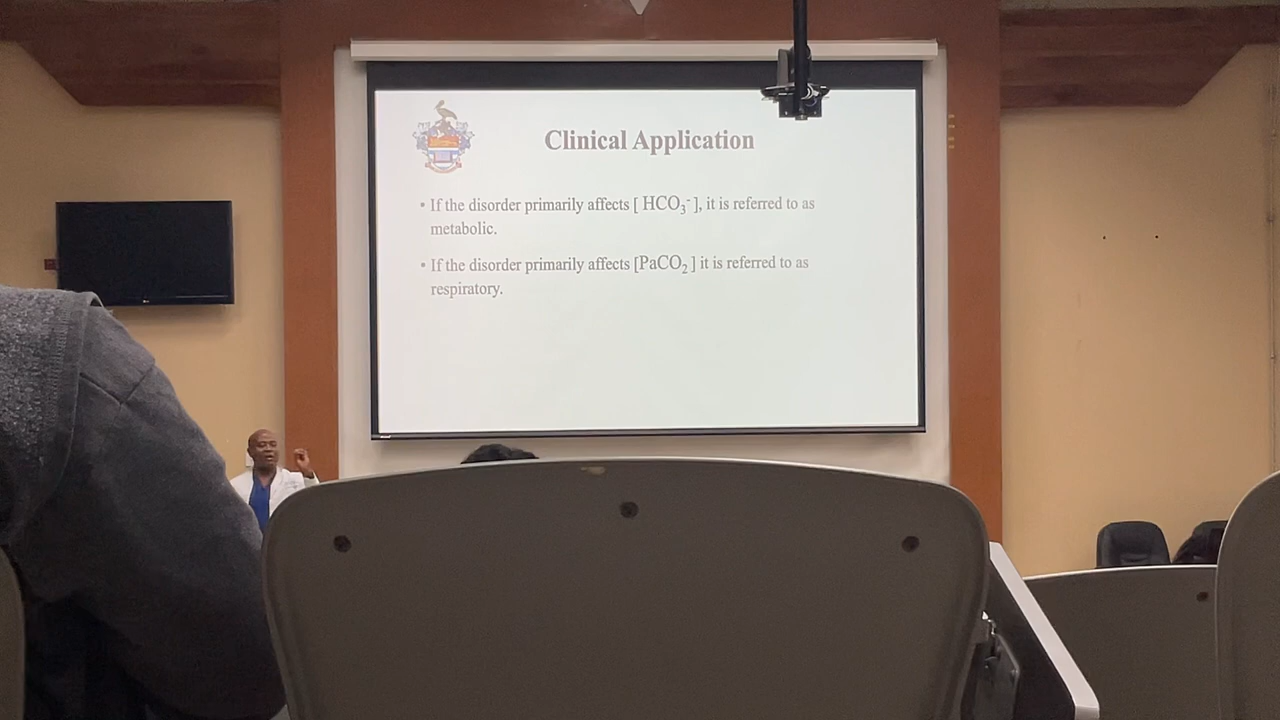 Clinical Application
• If the disorder primarily affects [ HCO₃⁻ ], it is referred to as
metabolic.
• If the disorder primarily affects [PaCO₂ ] it is referred to as
respiratory.